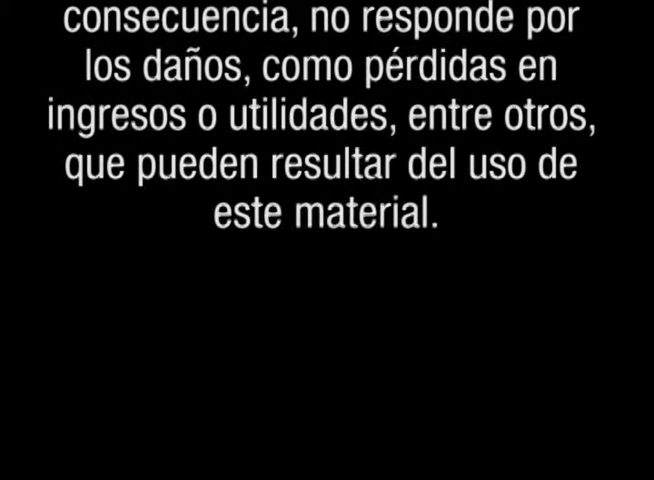 consecuencia, no responde por
los daños, como pérdidas en
ingresos o utilidades, entre otros,
que pueden resultar del uso de
este material.